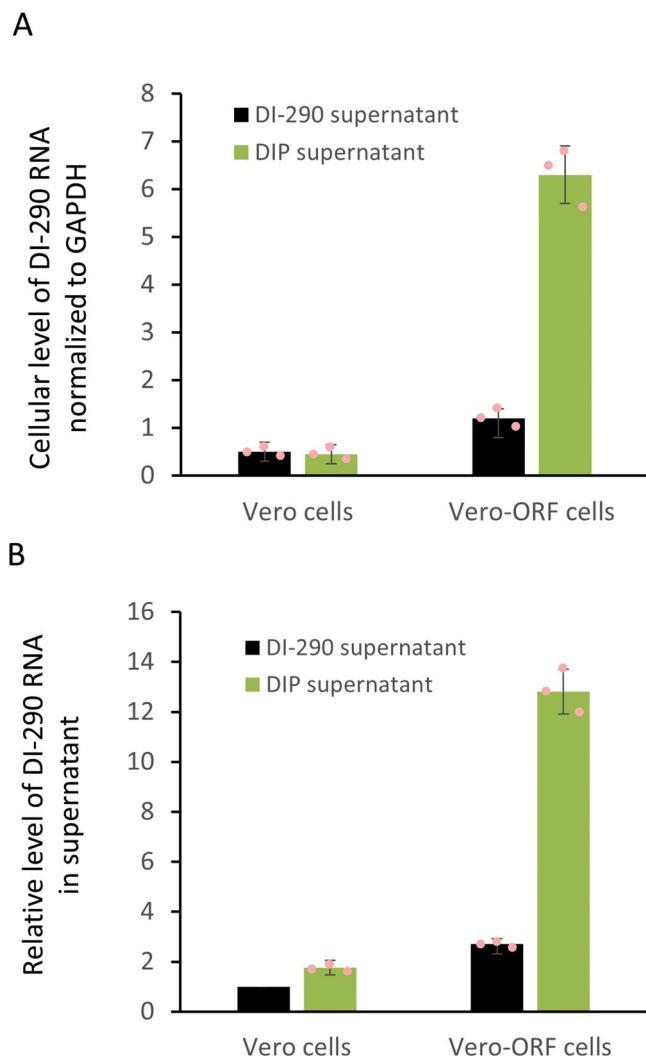 A
Cellular level of DI-290 RNA
normalized to GAPDH
8
7
6
5
4
3
2
1
0
DI-290 supernatant
DIP supernatant
Vero cells
Vero-ORF cells
B
Relative level of DI-290 RNA
in supernatant
16
14
12
10
8
6
4
2
0
DI-290 supernatant
DIP supernatant
Vero cells
Vero-ORF cells